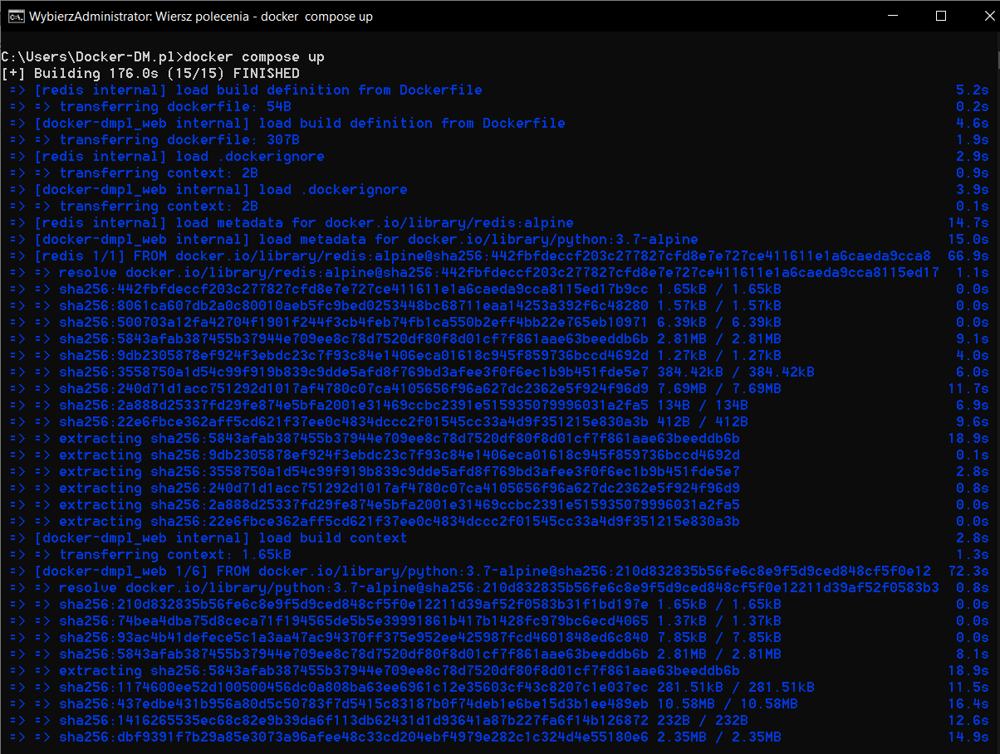 WybierzAdministrator: Wiersz polecenia - docker  compose up
C:\Users\Docker-DM.pl>docker compose up
[+] Building 176.0s (15/15) FINISHED
=> [redis internal] load build definition from Dockerfile 5.2s
=> => transferring dockerfile: 54B 0.2s
=> [docker-dmpl_web internal] load build definition from Dockerfile 4.6s
=> => transferring dockerfile: 307B 1.9s
=> [redis internal] load .dockerignore 2.9s
=> => transferring context: 2B 0.9s
=> [docker-dmpl_web internal] load .dockerignore 3.9s
=> => transferring context: 2B 0.1s
=> [redis internal] load metadata for docker.io/library/redis:alpine 14.7s
=> [docker-dmpl_web internal] load metadata for docker.io/library/python:3.7-alpine 15.0s
=> [redis 1/1] FROM docker.io/library/redis:alpine@sha256:442fbfdeccf203c277827cfd8e7e727ce411611e1a6caeda9cca8 66.9s
=> => resolve docker.io/library/redis:alpine@sha256:442fbfdeccf203c277827cfd8e7e727ce411611e1a6caeda9cca8115ed17 1.1s
=> => sha256:442fbfdeccf203c277827cfd8e7e727ce411611e1a6caeda9cca8115ed17b9cc 1.65kB / 1.65kB 0.0s
=> => sha256:8061ca607db2a0c80010aeb5fc9bed0253448bc68711eaa14253a392f6c48280 1.57kB / 1.57kB 0.0s
=> => sha256:500703a12fa42704f1901f244f3cb4feb74fb1ca550b2eff4bb22e765eb10971 6.39kB / 6.39kB 0.0s
=> => sha256:5843afab387455b37944e709ee8c78d7520df80f8d01cf7f861aae63beeddb6b 2.81MB / 2.81MB 9.1s
=> => sha256:9db2305878ef924f3ebdc23c7f93c84e1406eca01618c945f859736bccd4692d 1.27kB / 1.27kB 4.0s
=> => sha256:3558750a1d54c99f919b839c9dde5afd8f769bd3afee3f0f6ec1b9b451fde5e7 384.42kB / 384.42kB 6.0s
=> => sha256:240d71d1acc751292d1017af4780c07ca4105656f96a627dc2362e5f924f96d9 7.69MB / 7.69MB 11.7s
=> => sha256:2a888d25337fd29fe874e5bfa2001e31469ccbc2391e515935079996031a2fa5 134B / 134B 6.9s
=> => sha256:22e6fbce362aff5cd621f37ee0c4834dccc2f01545cc33a4d9f351215e830a3b 412B / 412B 9.6s
=> => extracting sha256:5843afab387455b37944e709ee8c78d7520df80f8d01cf7f861aae63beeddb6b 18.9s
=> => extracting sha256:9db2305878ef924f3ebdc23c7f93c84e1406eca01618c945f859736bccd4692d 0.1s
=> => extracting sha256:3558750a1d54c99f919b839c9dde5afd8f769bd3afee3f0f6ec1b9b451fde5e7 2.8s
=> => extracting sha256:240d71d1acc751292d1017af4780c07ca4105656f96a627dc2362e5f924f96d9 0.8s
=> => extracting sha256:2a888d25337fd29fe874e5bfa2001e31469ccbc2391e515935079996031a2fa5 0.0s
=> => extracting sha256:22e6fbce362aff5cd621f37ee0c4834dccc2f01545cc33a4d9f351215e830a3b 0.0s
=> [docker-dmpl_web internal] load build context 2.8s
=> => transferring context: 1.65kB 1.3s
=> [docker-dmpl_web 1/6] FROM docker.io/library/python:3.7-alpine@sha256:210d832835b56fe6c8e9f5d9ced848cf5f0e12 72.3s
=> => resolve docker.io/library/python:3.7-alpine@sha256:210d832835b56fe6c8e9f5d9ced848cf5f0e12211d39af52f0583b3 0.8s
=> => sha256:210d832835b56fe6c8e9f5d9ced848cf5f0e12211d39af52f0583b31f1bd197e 1.65kB / 1.65kB 0.0s
=> => sha256:74bea4dba75d8ceca71f194565de5b5e39991861b417b1428fc979bc6ecd4065 1.37kB / 1.37kB 0.0s
=> => sha256:93ac4b41defece5c1a3aa47ac94370ff375e952ee425987fcd4601848ed6c840 7.85kB / 7.85kB 0.0s
=> => sha256:5843afab387455b37944e709ee8c78d7520df80f8d01cf7f861aae63beeddb6b 2.81MB / 2.81MB 8.1s
=> => extracting sha256:5843afab387455b37944e709ee8c78d7520df80f8d01cf7f861aae63beeddb6b 18.9s
=> => sha256:1174600ee52d100500456dc0a808ba63ee6961c12e35603cf43c8207c1e037ec 281.51kB / 281.51kB 11.5s
=> => sha256:437edbe431b956a80d5c50783f7d5415c83187b0f74deb1e6be15d3b1ee489eb 10.58MB / 10.58MB 16.4s
=> => sha256:1416265535ec68c82e9b39da6f113db62431d1d93641a87b227fa6f14b126872 232B / 232B 12.6s
=> => sha256:dbf9391f7b29a85e3073a96afee48c33cd204ebf4979e282c1c324d4e55180e6 2.35MB / 2.35MB 14.9s